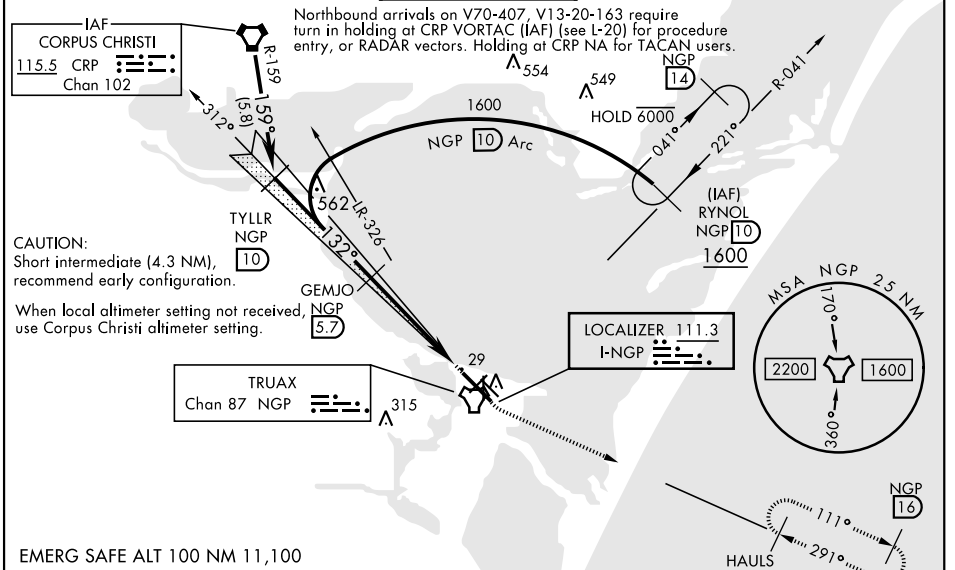 Northbound arrivals on V70-407, V13-20-163 require
turn in holding at CRP VORTAC (IAF) (see L-20) for procedure
entry, or RADAR vectors. Holding at CRP NA for TACAN users.
IAF
CORPUS CHRISTI
115.5 CRP
Chan 102
R-159
159°
(5.8)
312°
554
549
NGP
14
R-041
HOLD 6000
041°
221°
1600
NGP 10 Arc
(IAF)
RYNOL
NGP 10
1600
562
LR-326
132°
TYLLR
NGP
10
CAUTION:
Short intermediate (4.3 NM),
recommend early configuration.
When local altimeter setting not received,
use Corpus Christi altimeter setting.
GEMJO
NGP
5.7
MSA NGP 25 NM
170°
2200
1600
360°
LOCALIZER 111.3
I-NGP
29
TRUAX
Chan 87 NGP
315
NGP
16
111°
291°
HAULS
EMERG SAFE ALT 100 NM 11,100